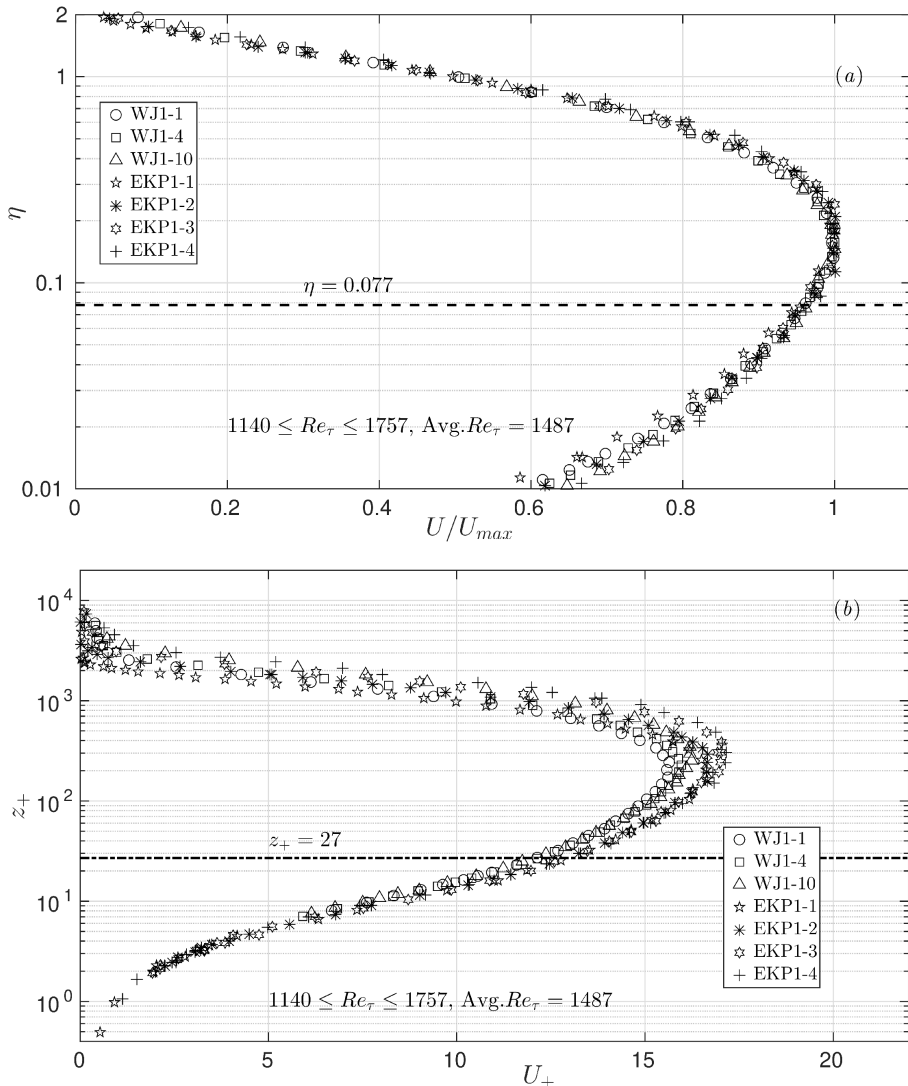 2
(a)
1
WJ1-1
WJ1-4
WJ1-10
EKP1-1
EKP1-2
EKP1-3
EKP1-4
η
η = 0.077
0.1
1140 ≤ Re_τ ≤ 1757, Avg.Re_τ = 1487
0.01
0 0.2 0.4 0.6 0.8 1
U/U_max
10^4
(b)
10^3
z_+
10^2
z_+ = 27
WJ1-1
WJ1-4
WJ1-10
EKP1-1
EKP1-2
EKP1-3
EKP1-4
10^1
10^0
1140 ≤ Re_τ ≤ 1757, Avg.Re_τ = 1487
0 5 10 15 20
U_+